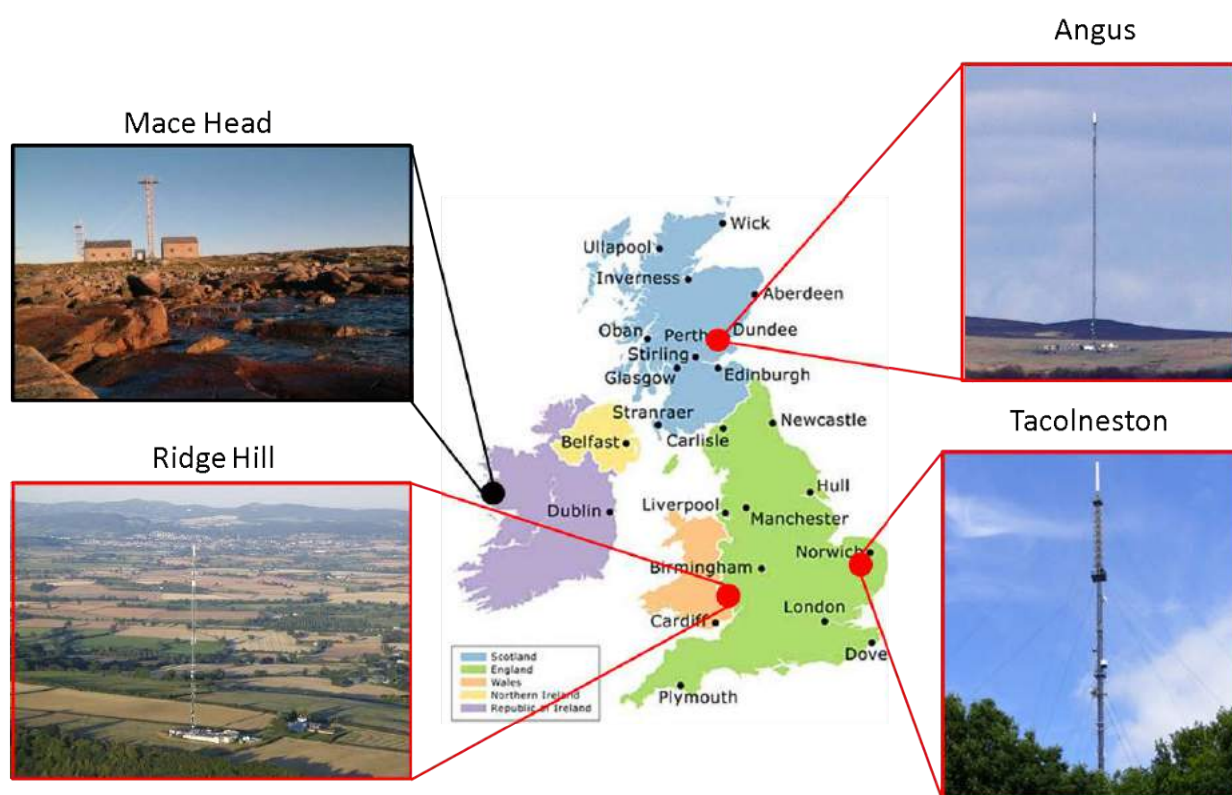 Angus
Mace Head
Wick
Ullapool
Inverness
Aberdeen
Oban
Perth
Dundee
Stirling
Glasgow
Edinburgh
Tacolneston
Stranraer
Newcastle
Belfast
Carlisle
Ridge Hill
Hull
Liverpool
Dublin
Manchester
Norwich
Birmingham
London
Cardiff
Dove
Plymouth
Scotland
England
Wales
Northern Ireland
Republic of Ireland